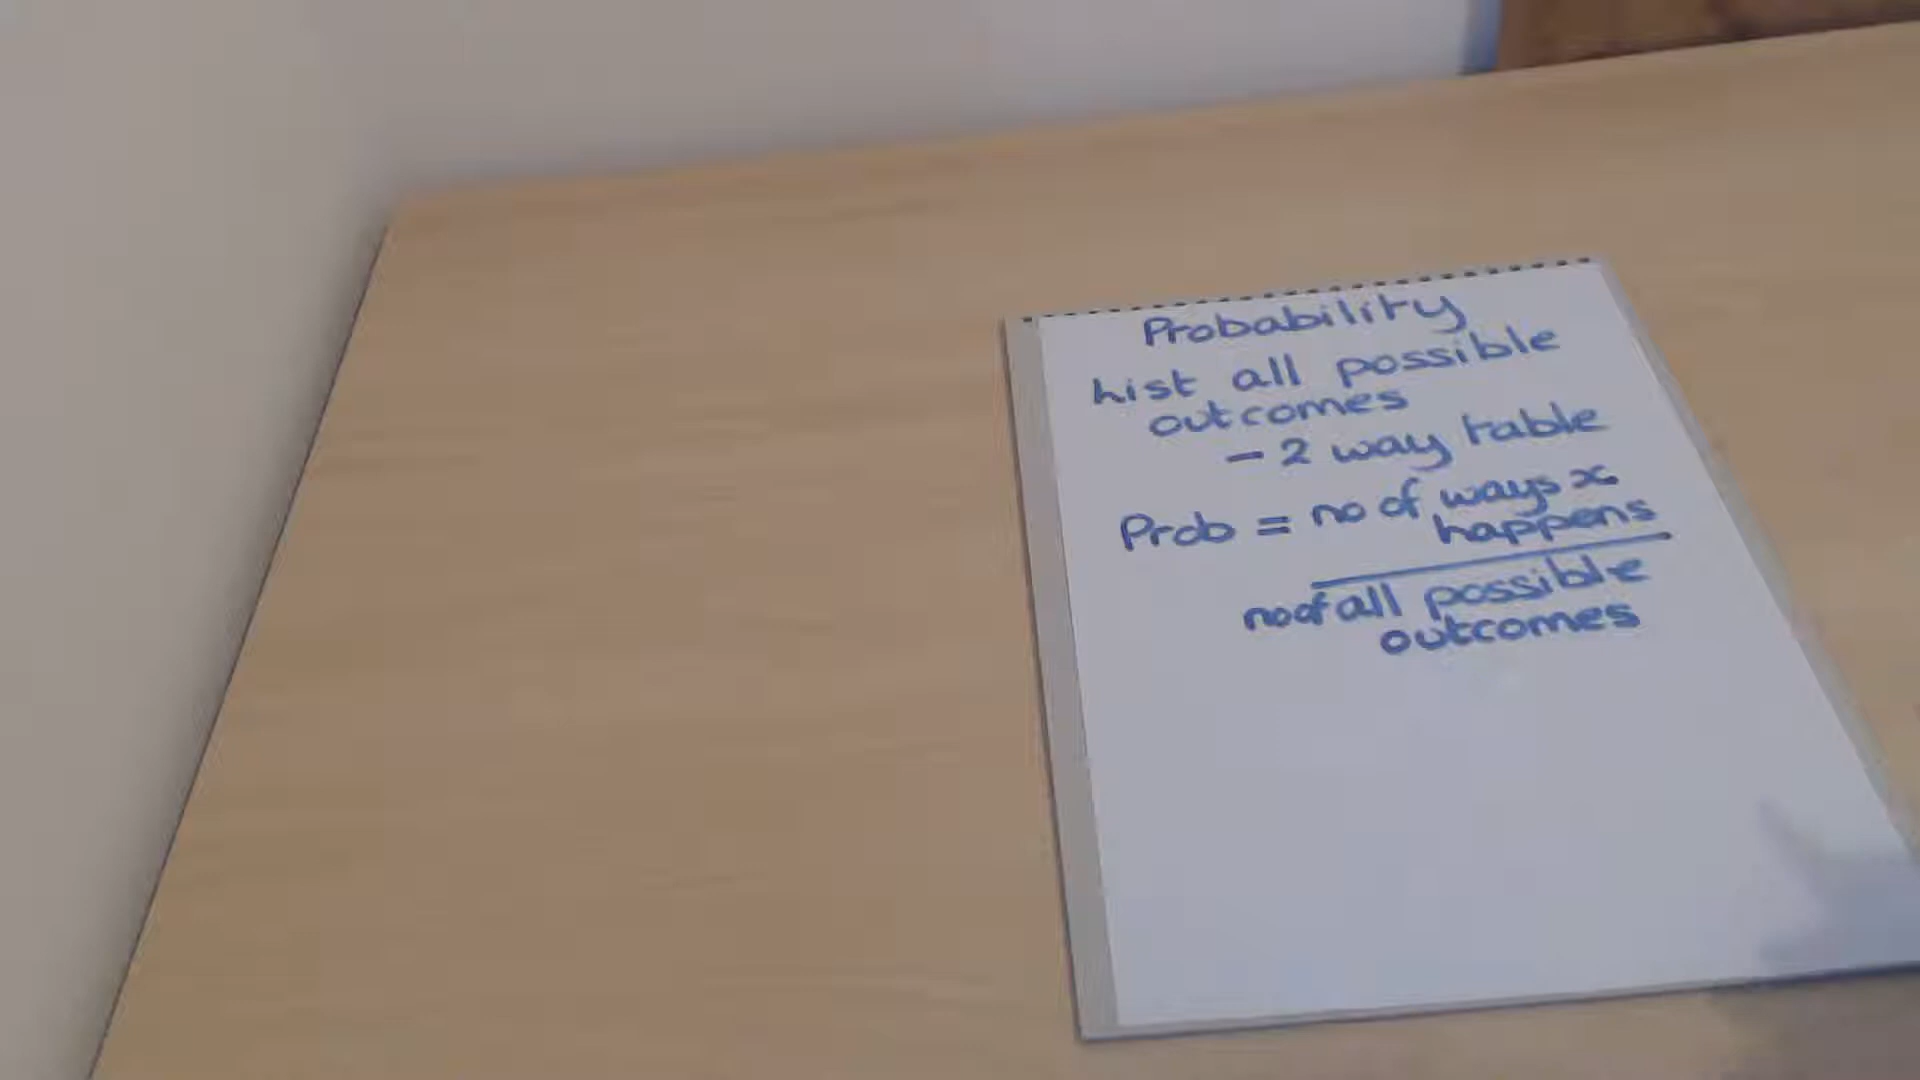 Probability
List all possible
outcomes
- 2 way table
Prob = no of ways x
happens
no of all possible
outcomes